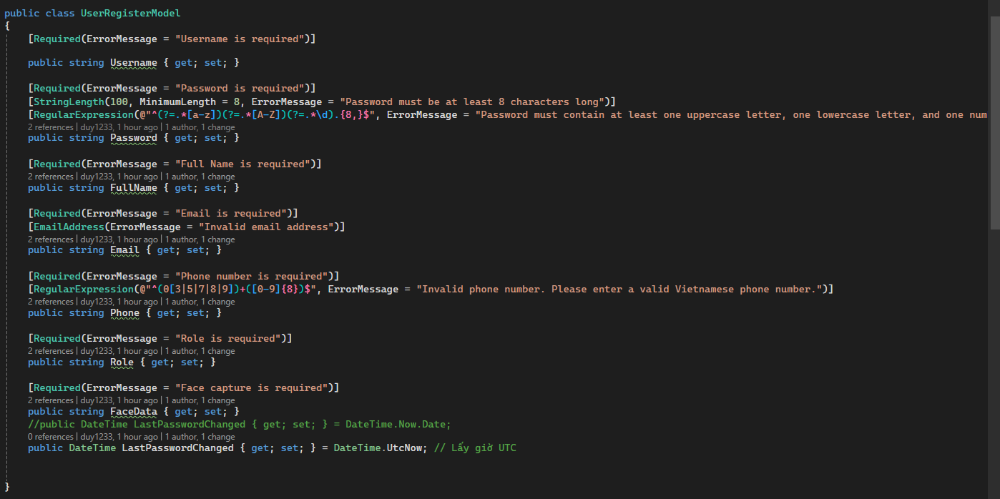 public class UserRegisterModel
{
[Required(ErrorMessage = "Username is required")]
public string Username { get; set; }
[Required(ErrorMessage = "Password is required")]
[StringLength(100, MinimumLength = 8, ErrorMessage = "Password must be at least 8 characters long")]
[RegularExpression(@"^(?=.*[a-z])(?=.*[A-Z])(?=.*\d).{8,}$", ErrorMessage = "Password must contain at least one uppercase letter, one lowercase letter, and one num
2 references | duy1233, 1 hour ago | 1 author, 1 change
public string Password { get; set; }
[Required(ErrorMessage = "Full Name is required")]
2 references | duy1233, 1 hour ago | 1 author, 1 change
public string FullName { get; set; }
[Required(ErrorMessage = "Email is required")]
[EmailAddress(ErrorMessage = "Invalid email address")]
2 references | duy1233, 1 hour ago | 1 author, 1 change
public string Email { get; set; }
[Required(ErrorMessage = "Phone number is required")]
[RegularExpression(@"^(0[3|5|7|8|9])+([0-9]{8})$", ErrorMessage = "Invalid phone number. Please enter a valid Vietnamese phone number.")]
2 references | duy1233, 1 hour ago | 1 author, 1 change
public string Phone { get; set; }
[Required(ErrorMessage = "Role is required")]
2 references | duy1233, 1 hour ago | 1 author, 1 change
public string Role { get; set; }
[Required(ErrorMessage = "Face capture is required")]
2 references | duy1233, 1 hour ago | 1 author, 1 change
public string FaceData { get; set; }
//public DateTime LastPasswordChanged { get; set; } = DateTime.Now.Date;
0 references | duy1233, 1 hour ago | 1 author, 1 change
public DateTime LastPasswordChanged { get; set; } = DateTime.UtcNow; // Lấy giờ UTC
}